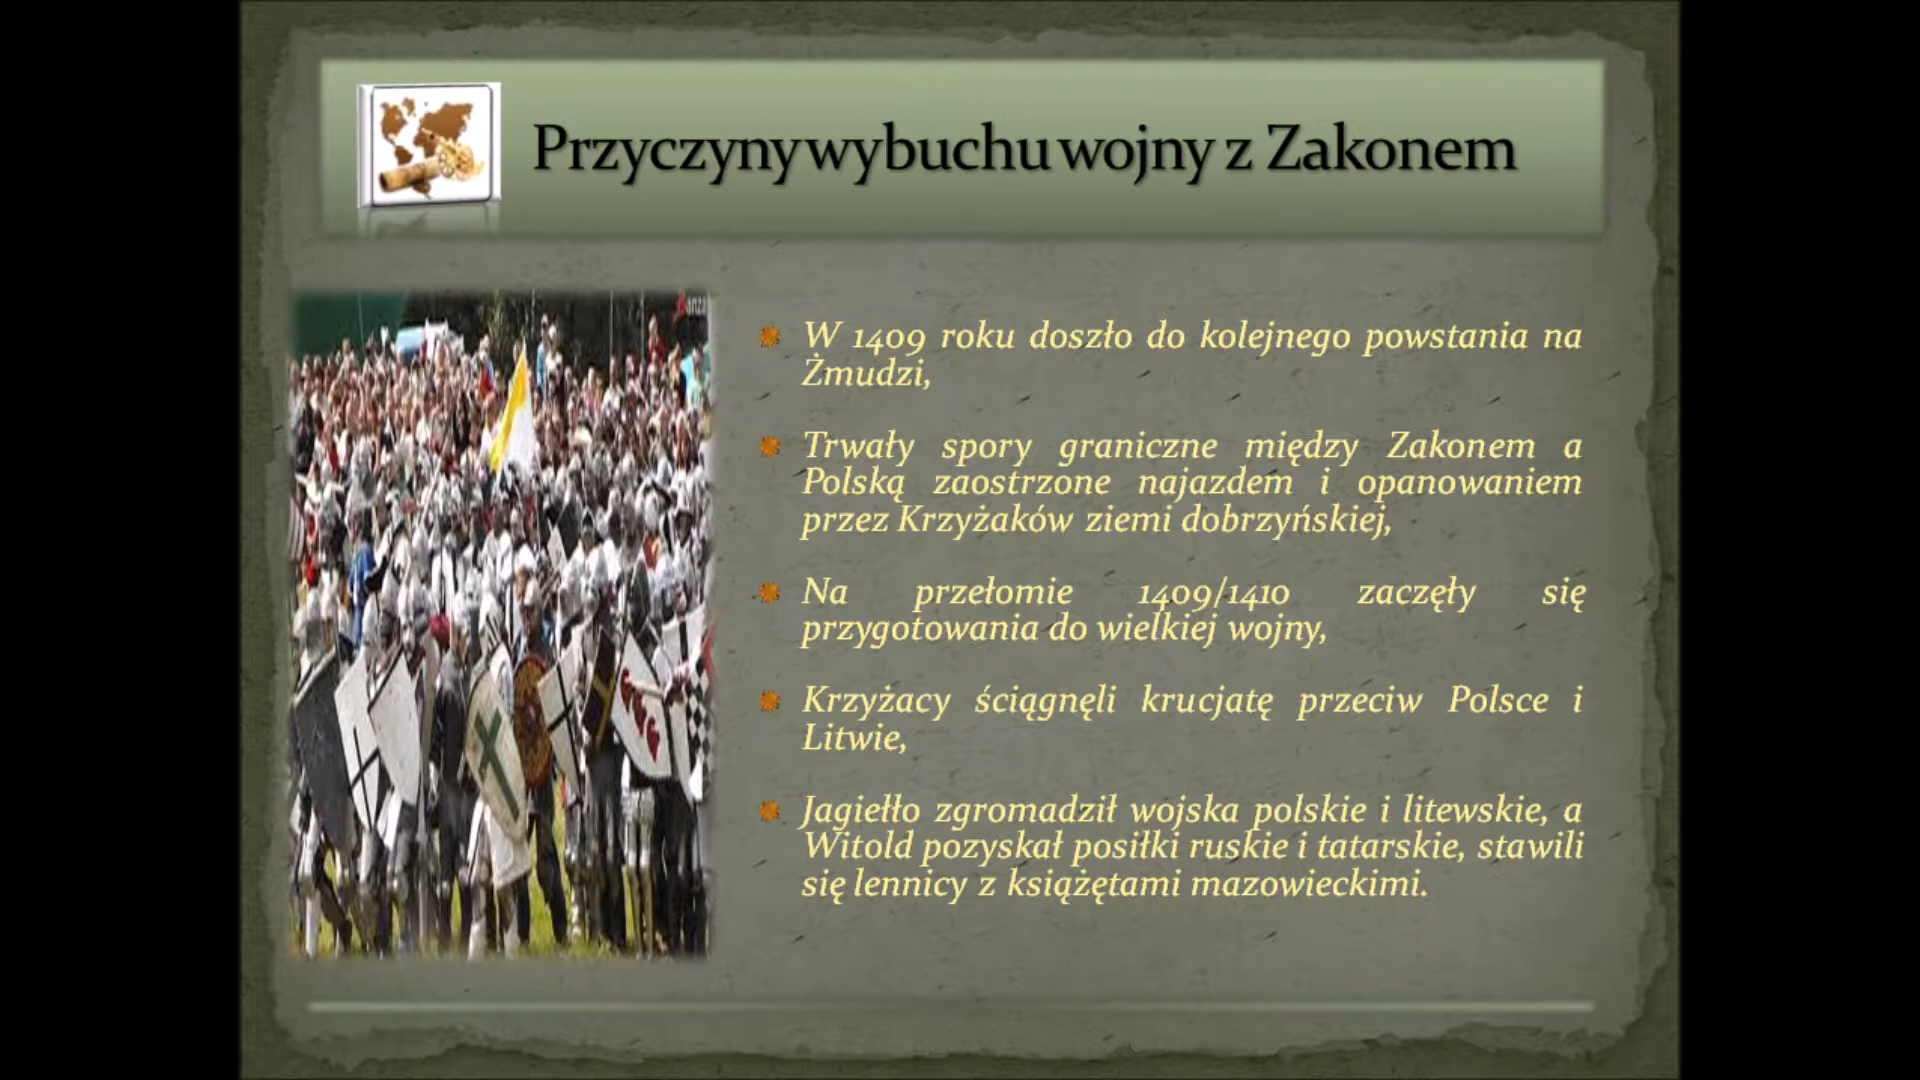 Przyczyny wybuchu wojny z Zakonem
W 1409 roku doszło do kolejnego powstania na
Żmudzi,
Trwały spory graniczne między Zakonem a
Polską zaostrzone najazdem i opanowaniem
przez Krzyżaków ziemi dobrzyńskiej,
Na przełomie 1409/1410 zaczęły się
przygotowania do wielkiej wojny,
Krzyżacy ściągnęli krucjatę przeciw Polsce i
Litwie,
Jagiełło zgromadził wojska polskie i litewskie, a
Witold pozyskał posiłki ruskie i tatarskie, stawili
się lennicy z książętami mazowieckimi.